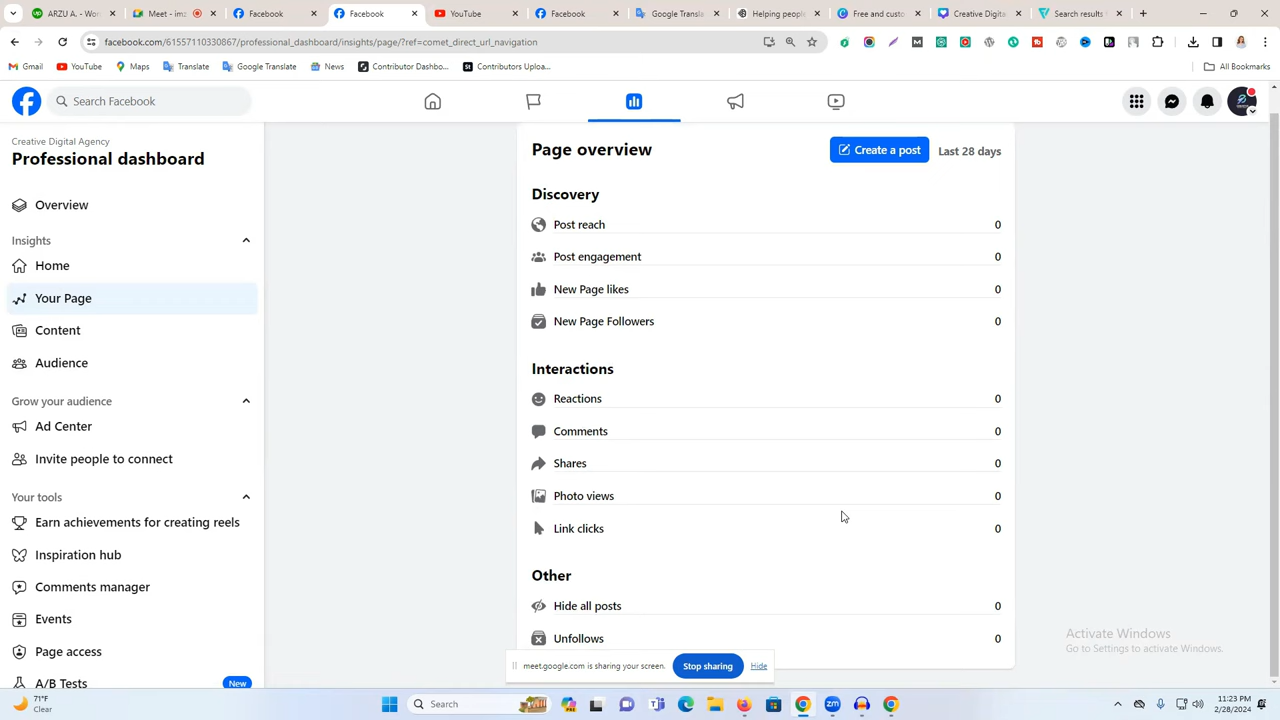 ARZU A. - Wor
Meet – ims
Facebook
Facebook
YouTube
Facebook
Google Transl
Helping peopl
Free and custo
Creative Digita
Search results
facebook.com/61557110330867/professional_dashboard/insights/page/?ref=comet_direct_url_navigation
Gmail
YouTube
Maps
Translate
Google Translate
News
Contributor Dashbo...
Contributors Uploa...
All Bookmarks
Search Facebook
Creative Digital Agency
Professional dashboard
Overview
Insights
Home
Your Page
Content
Audience
Grow your audience
Ad Center
Invite people to connect
Your tools
Earn achievements for creating reels
Inspiration hub
Comments manager
Events
Page access
A/B Tests New
Page overview
Create a post
Last 28 days
Discovery
Post reach 0
Post engagement 0
New Page likes 0
New Page Followers 0
Interactions
Reactions 0
Comments 0
Shares 0
Photo views 0
Link clicks 0
Other
Hide all posts 0
Unfollows 0
meet.google.com is sharing your screen.
Stop sharing
Hide
Activate Windows
Go to Settings to activate Windows.
71°F
Clear
Search
11:23 PM
2/28/2024